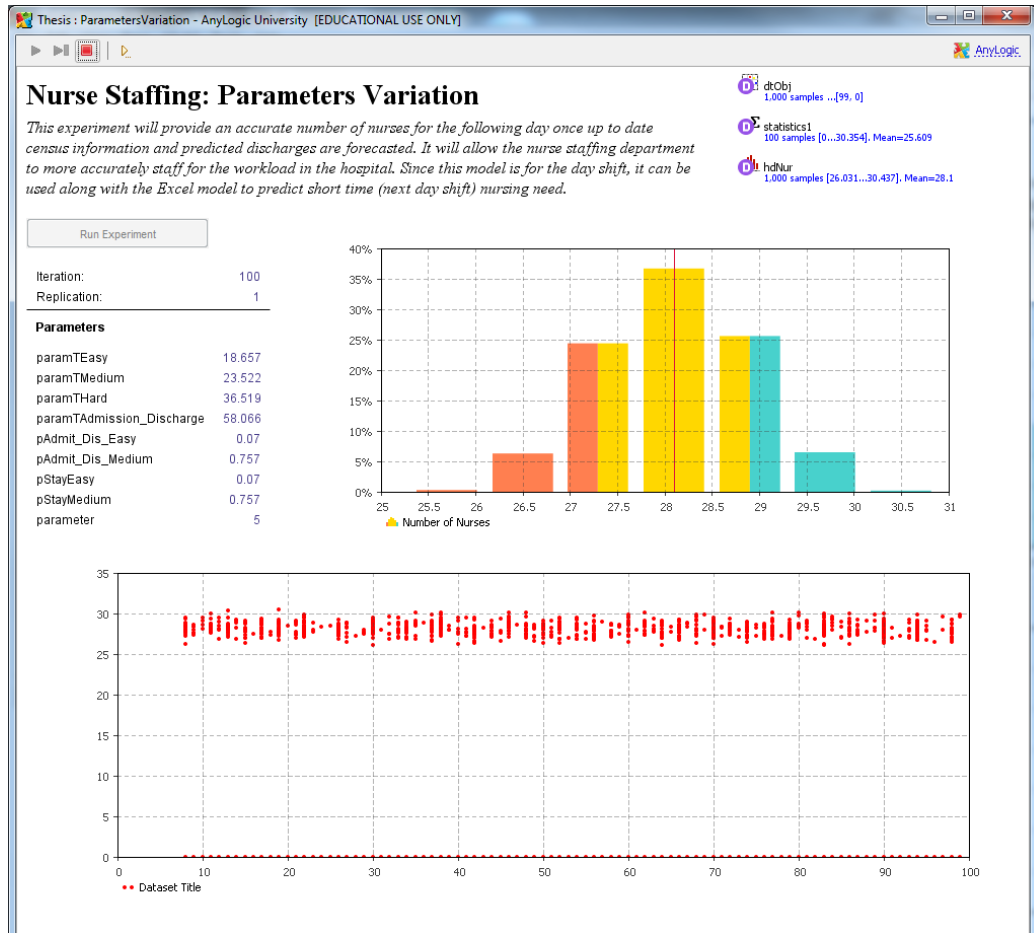 Thesis : ParametersVariation - AnyLogic University  [EDUCATIONAL USE ONLY]
AnyLogic
Nurse Staffing: Parameters Variation
This experiment will provide an accurate number of nurses for the following day once up to date
census information and predicted discharges are forecasted. It will allow the nurse staffing department
to more accurately staff for the workload in the hospital. Since this model is for the day shift, it can be
used along with the Excel model to predict short time (next day shift) nursing need.
dtObj
1,000 samples ...[99, 0]
statistics1
100 samples [0...30.354]. Mean=25.609
hdNur
1,000 samples [26.031...30.437]. Mean=28.1
Run Experiment
Iteration: 100
Replication: 1
Parameters
paramTEasy 18.657
paramTMedium 23.522
paramTHard 36.519
paramTAdmission_Discharge 58.066
pAdmit_Dis_Easy 0.07
pAdmit_Dis_Medium 0.757
pStayEasy 0.07
pStayMedium 0.757
parameter 5
40%
35%
30%
25%
20%
15%
10%
5%
0%
25 25.5 26 26.5 27 27.5 28 28.5 29 29.5 30 30.5 31
Number of Nurses
35
30
25
20
15
10
5
0
0 10 20 30 40 50 60 70 80 90 100
Dataset Title